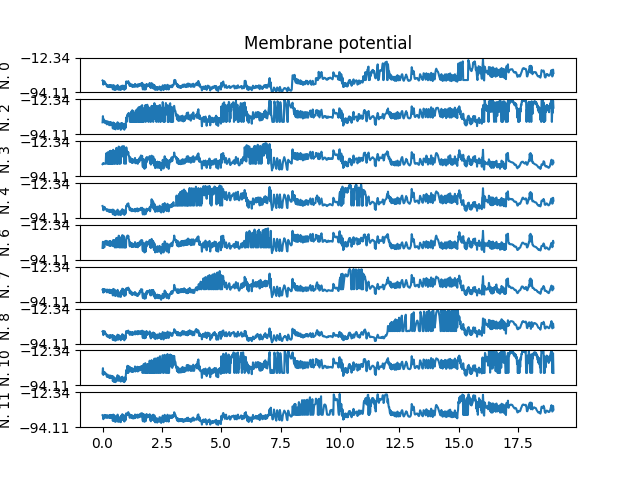 Membrane potential
−12.34
−94.11
N. 0
−12.34
−94.11
N. 2
−12.34
−94.11
N. 3
−12.34
−94.11
N. 4
−12.34
−94.11
N. 6
−12.34
−94.11
N. 7
−12.34
−94.11
N. 8
−12.34
−94.11
N. 10
−12.34
−94.11
N. 11
0.0 2.5 5.0 7.5 10.0 12.5 15.0 17.5